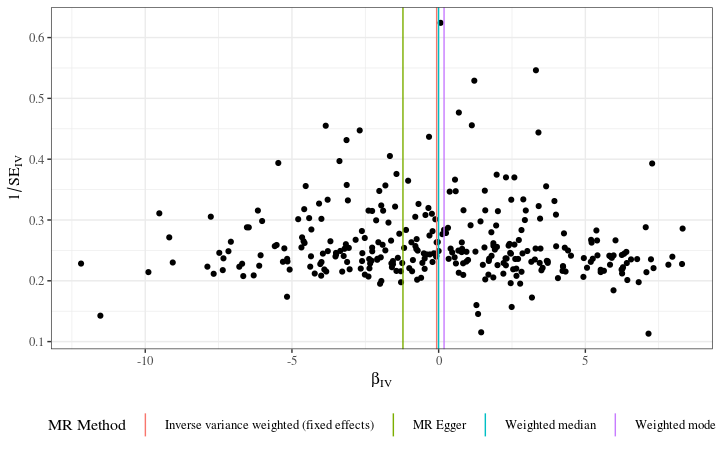 0.6
0.5
0.4
0.3
0.2
0.1
1/SE_IV
-10 -5 0 5
β_IV
MR Method Inverse variance weighted (fixed effects) MR Egger Weighted median Weighted mode